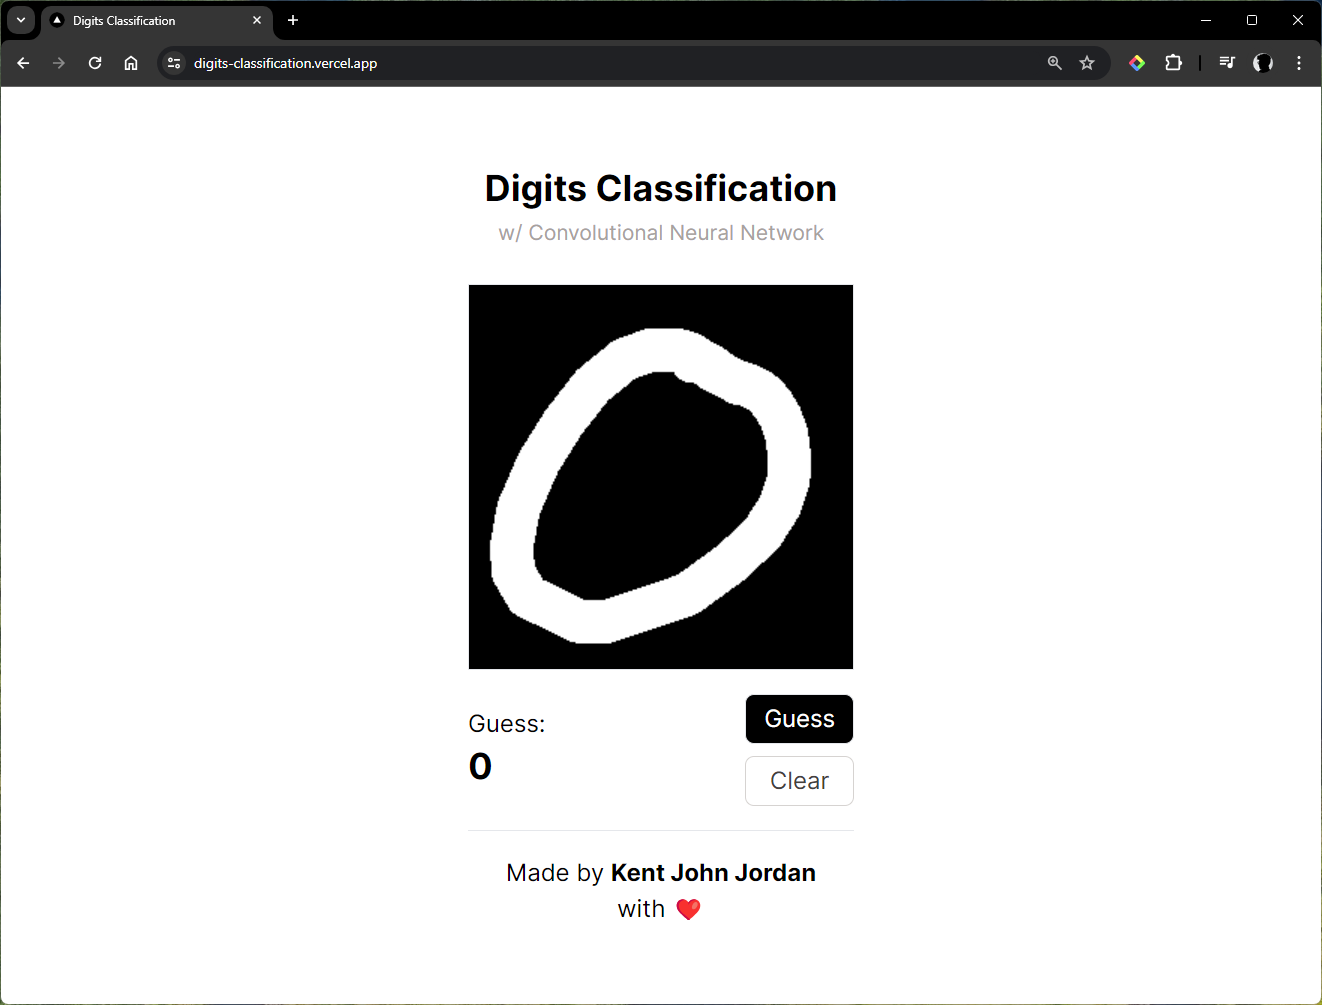 Digits Classification
digits-classification.vercel.app
Digits Classification
w/ Convolutional Neural Network
0
Guess:
0
Guess
Clear
Made by Kent John Jordan
with ❤️